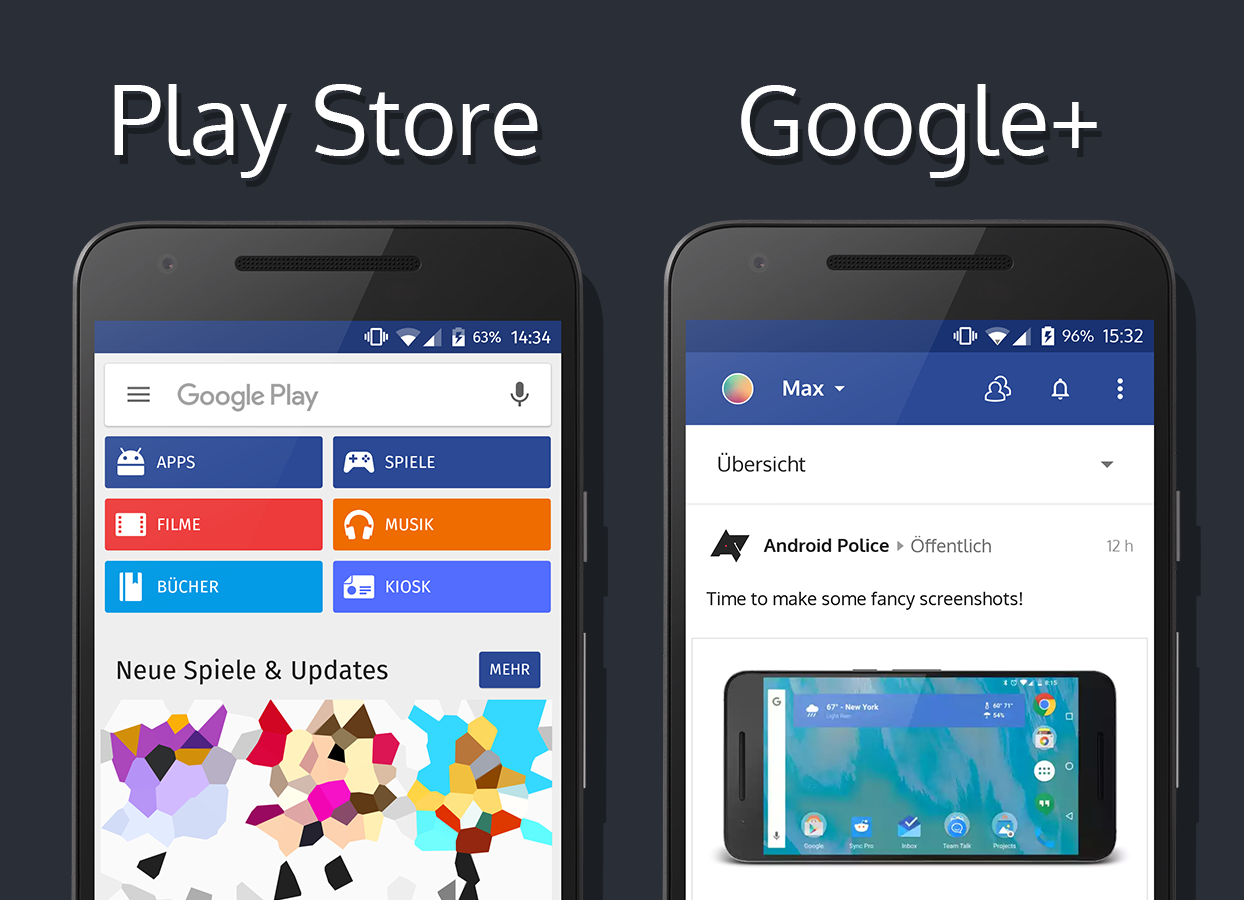 Play Store
Google+
63% 14:34
Google Play
APPS
SPIELE
FILME
MUSIK
BÜCHER
KIOSK
Neue Spiele & Updates
MEHR
96% 15:32
Max
Übersicht
Android Police Öffentlich 12 h
Time to make some fancy screenshots!
8:15
G
67° - New York
60° 71°
Light Rain
54%
Google
Sync Pro
Inbox
Team Talk
Projects